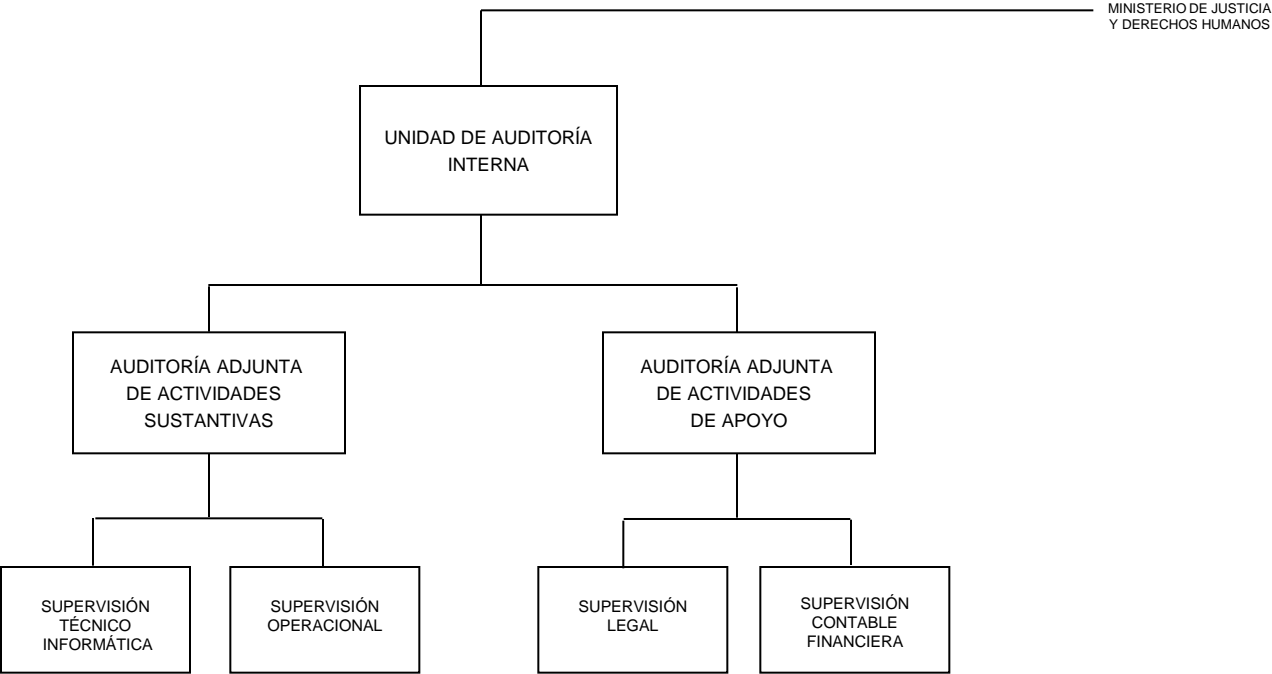 MINISTERIO DE JUSTICIA
Y DERECHOS HUMANOS
UNIDAD DE AUDITORÍA
INTERNA
AUDITORÍA ADJUNTA
DE ACTIVIDADES
SUSTANTIVAS
AUDITORÍA ADJUNTA
DE ACTIVIDADES
DE APOYO
SUPERVISIÓN
TÉCNICO
INFORMÁTICA
SUPERVISIÓN
OPERACIONAL
SUPERVISIÓN
LEGAL
SUPERVISIÓN
CONTABLE
FINANCIERA